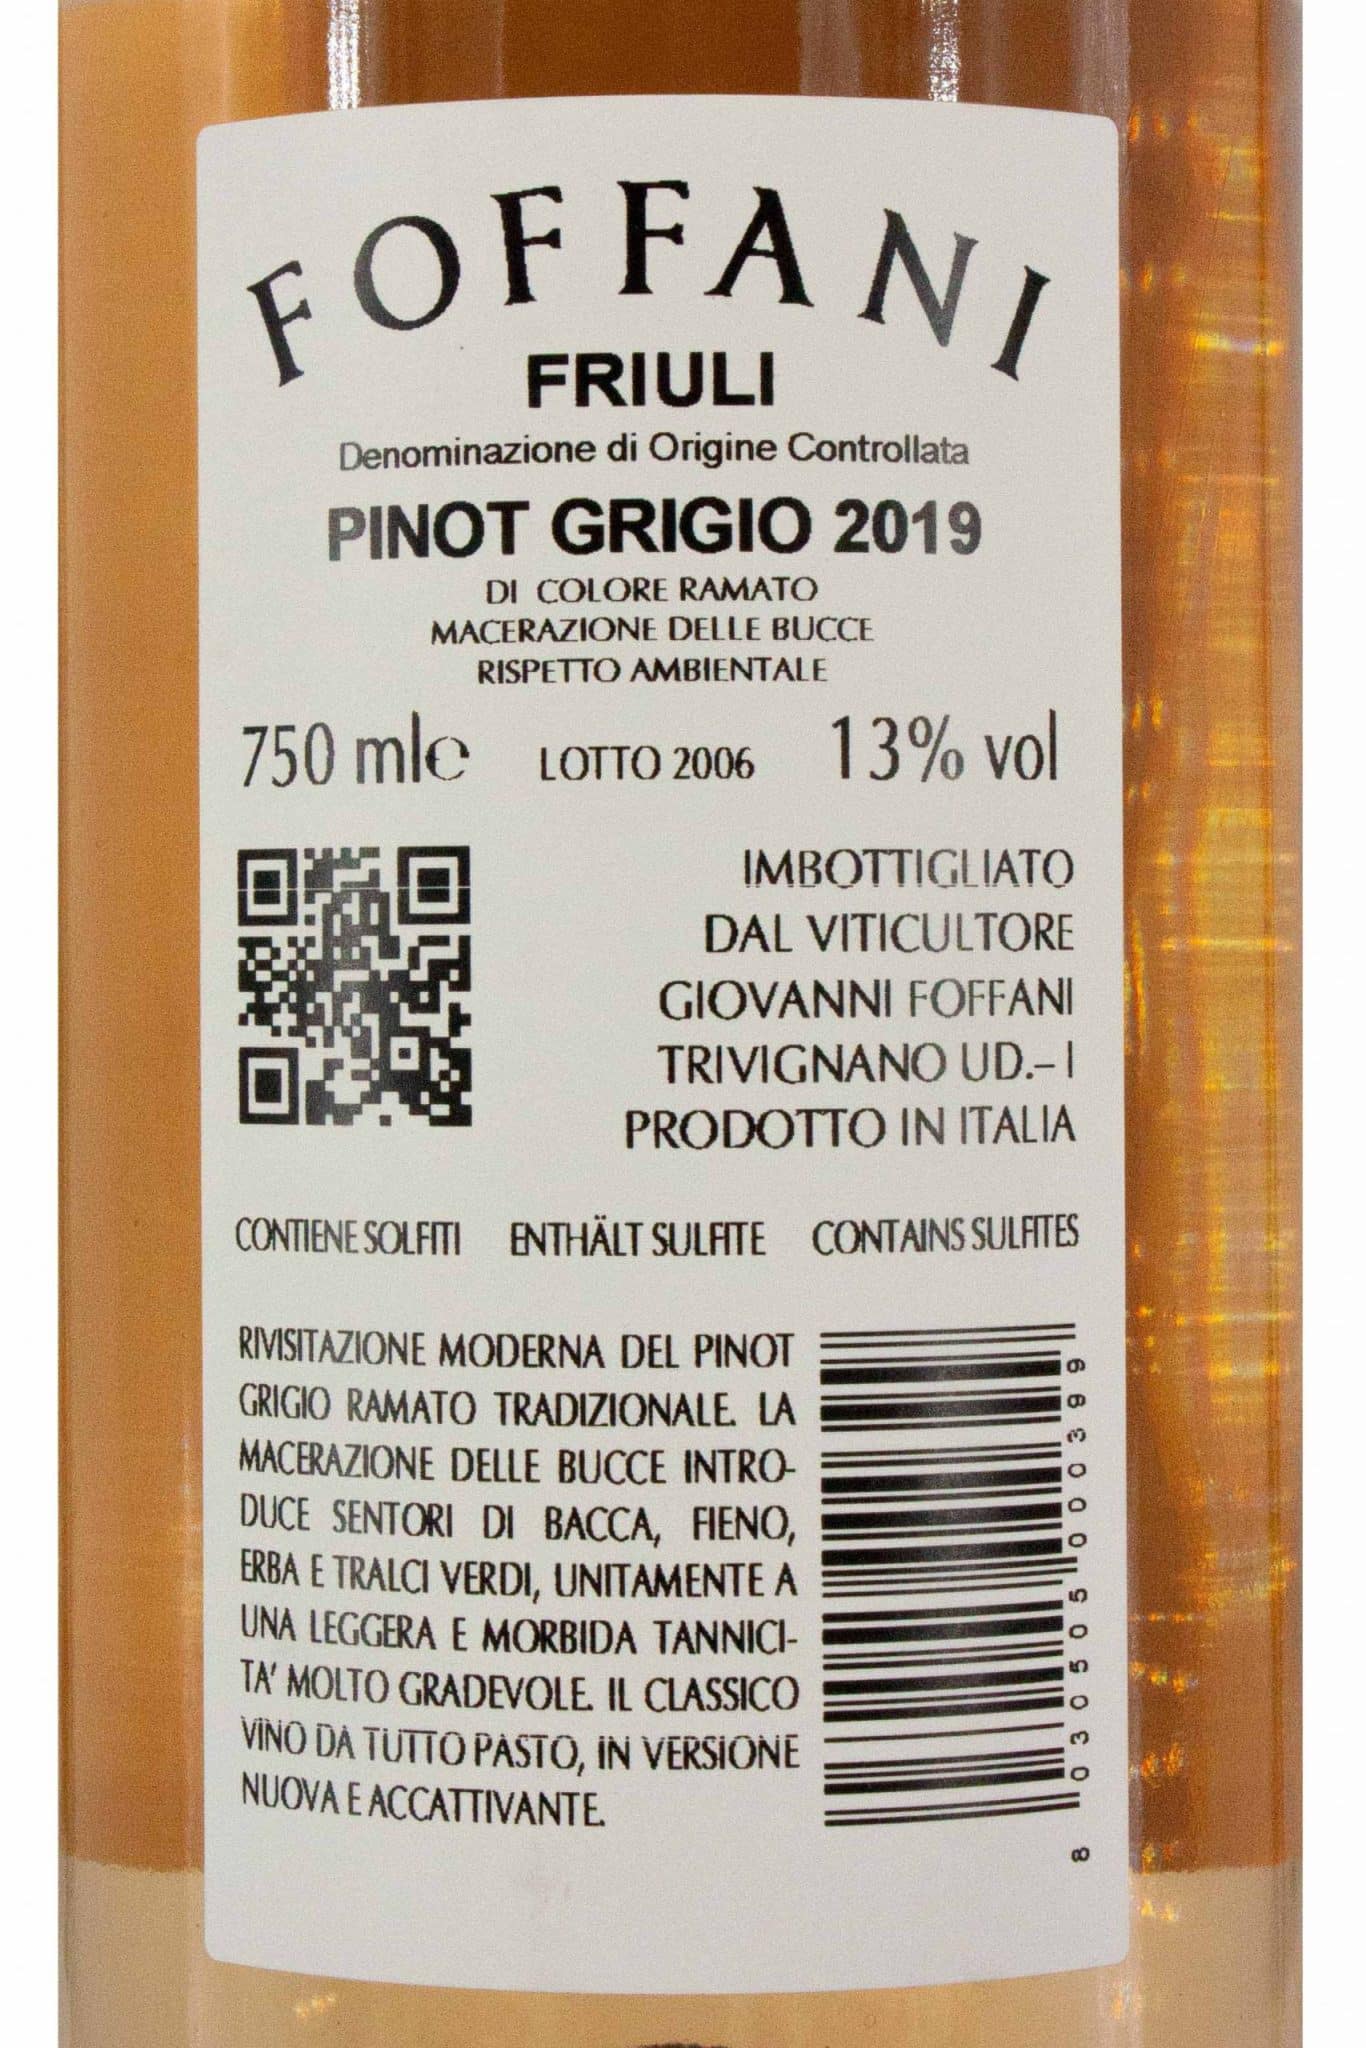 FOFFANI
FRIULI
Denominazione di Origine Controllata
PINOT GRIGIO 2019
DI COLORE RAMATO
MACERAZIONE DELLE BUCCE
RISPETTO AMBIENTALE
750 ml℮ LOTTO 2006 13% vol
IMBOTTIGLIATO
DAL VITICULTORE
GIOVANNI FOFFANI
TRIVIGNANO UD.– I
PRODOTTO IN ITALIA
CONTIENE SOLFITI ENTHÄLT SULFITE CONTAINS SULFITES
RIVISITAZIONE MODERNA DEL PINOT
GRIGIO RAMATO TRADIZIONALE. LA
MACERAZIONE DELLE BUCCE INTRO-
DUCE SENTORI DI BACCA, FIENO,
ERBA E TRALCI VERDI, UNITAMENTE A
UNA LEGGERA E MORBIDA TANNICI-
TA' MOLTO GRADEVOLE. IL CLASSICO
VINO DA TUTTO PASTO, IN VERSIONE
NUOVA E ACCATTIVANTE.
8 030505 000399